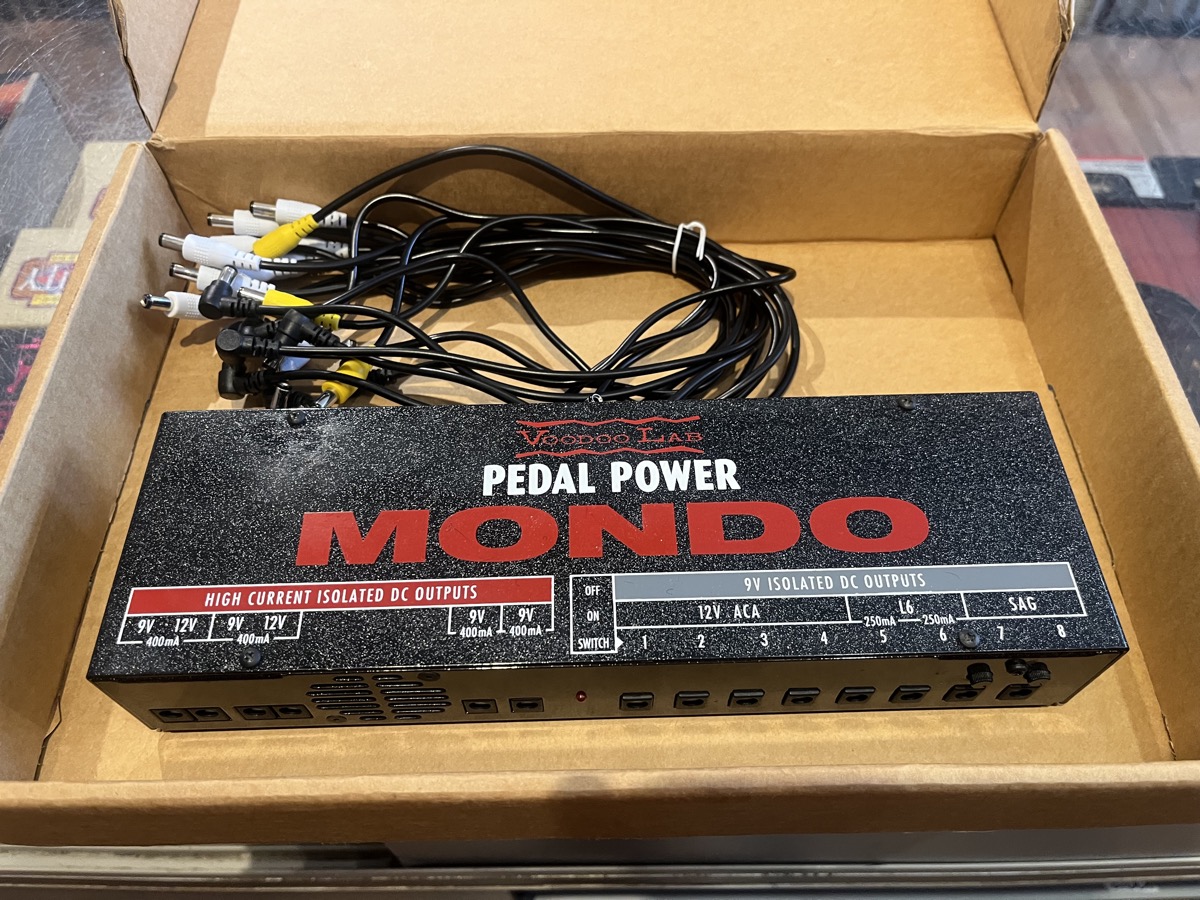 VOODOO LAB
PEDAL POWER
MONDO
HIGH CURRENT ISOLATED DC OUTPUTS
9V 12V 9V 12V 9V 9V
400mA 400mA 400mA 400mA
OFF 9V ISOLATED DC OUTPUTS
ON 12V ACA L6 SAG
250mA 250mA
SWITCH 1 2 3 4 5 6 7 8